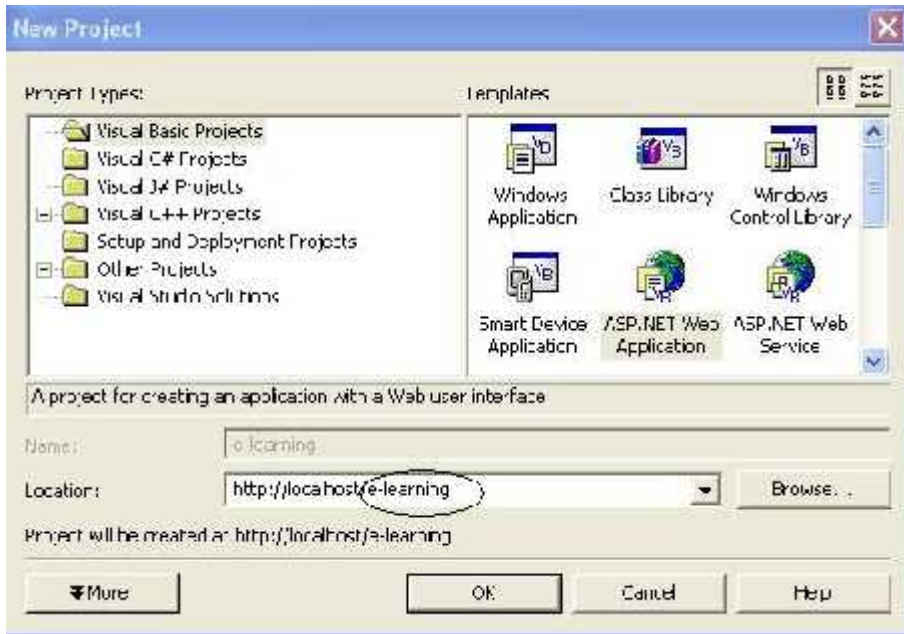 New Project
Project Types:
Templates
Visual Basic Projects
Visual C# Projects
Visual J# Projects
Visual C++ Projects
Setup and Deployment Projects
Other Projects
Visual Studio Solutions
Windows Application
Class Library
Windows Control Library
Smart Device Application
ASP.NET Web Application
ASP.NET Web Service
A project for creating an application with a Web user interface
Name:
e-learning
Location:
http://localhost/e-learning
Browse...
Project will be created at http://localhost/e-learning
More
OK
Cancel
Help